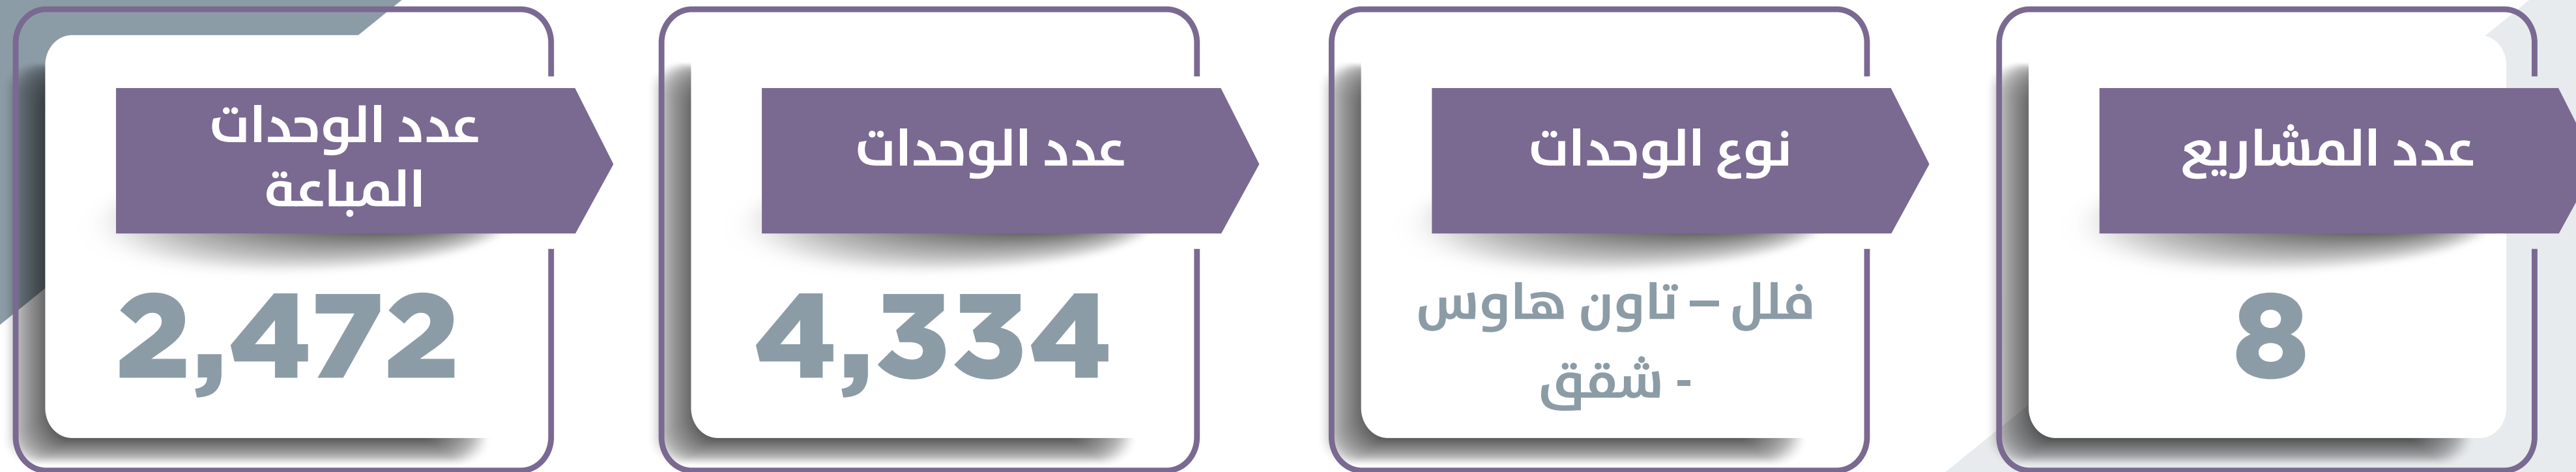 عدد المشاريع
8
نوع الوحدات
فلل – تاون هاوس
- شقق
عدد الوحدات
4,334
عدد الوحدات
المباعة
2,472